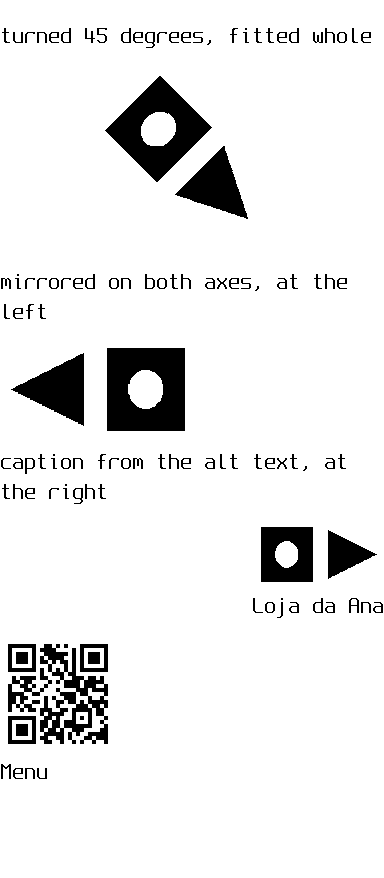 turned 45 degrees, fitted whole
mirrored on both axes, at the
left
caption from the alt text, at
the right
Loja da Ana
Menu